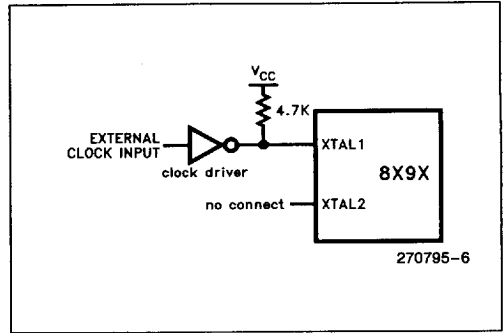 VCC
4.7K
EXTERNAL
CLOCK INPUT
clock driver
XTAL1
8X9X
no connect
XTAL2
270795-6